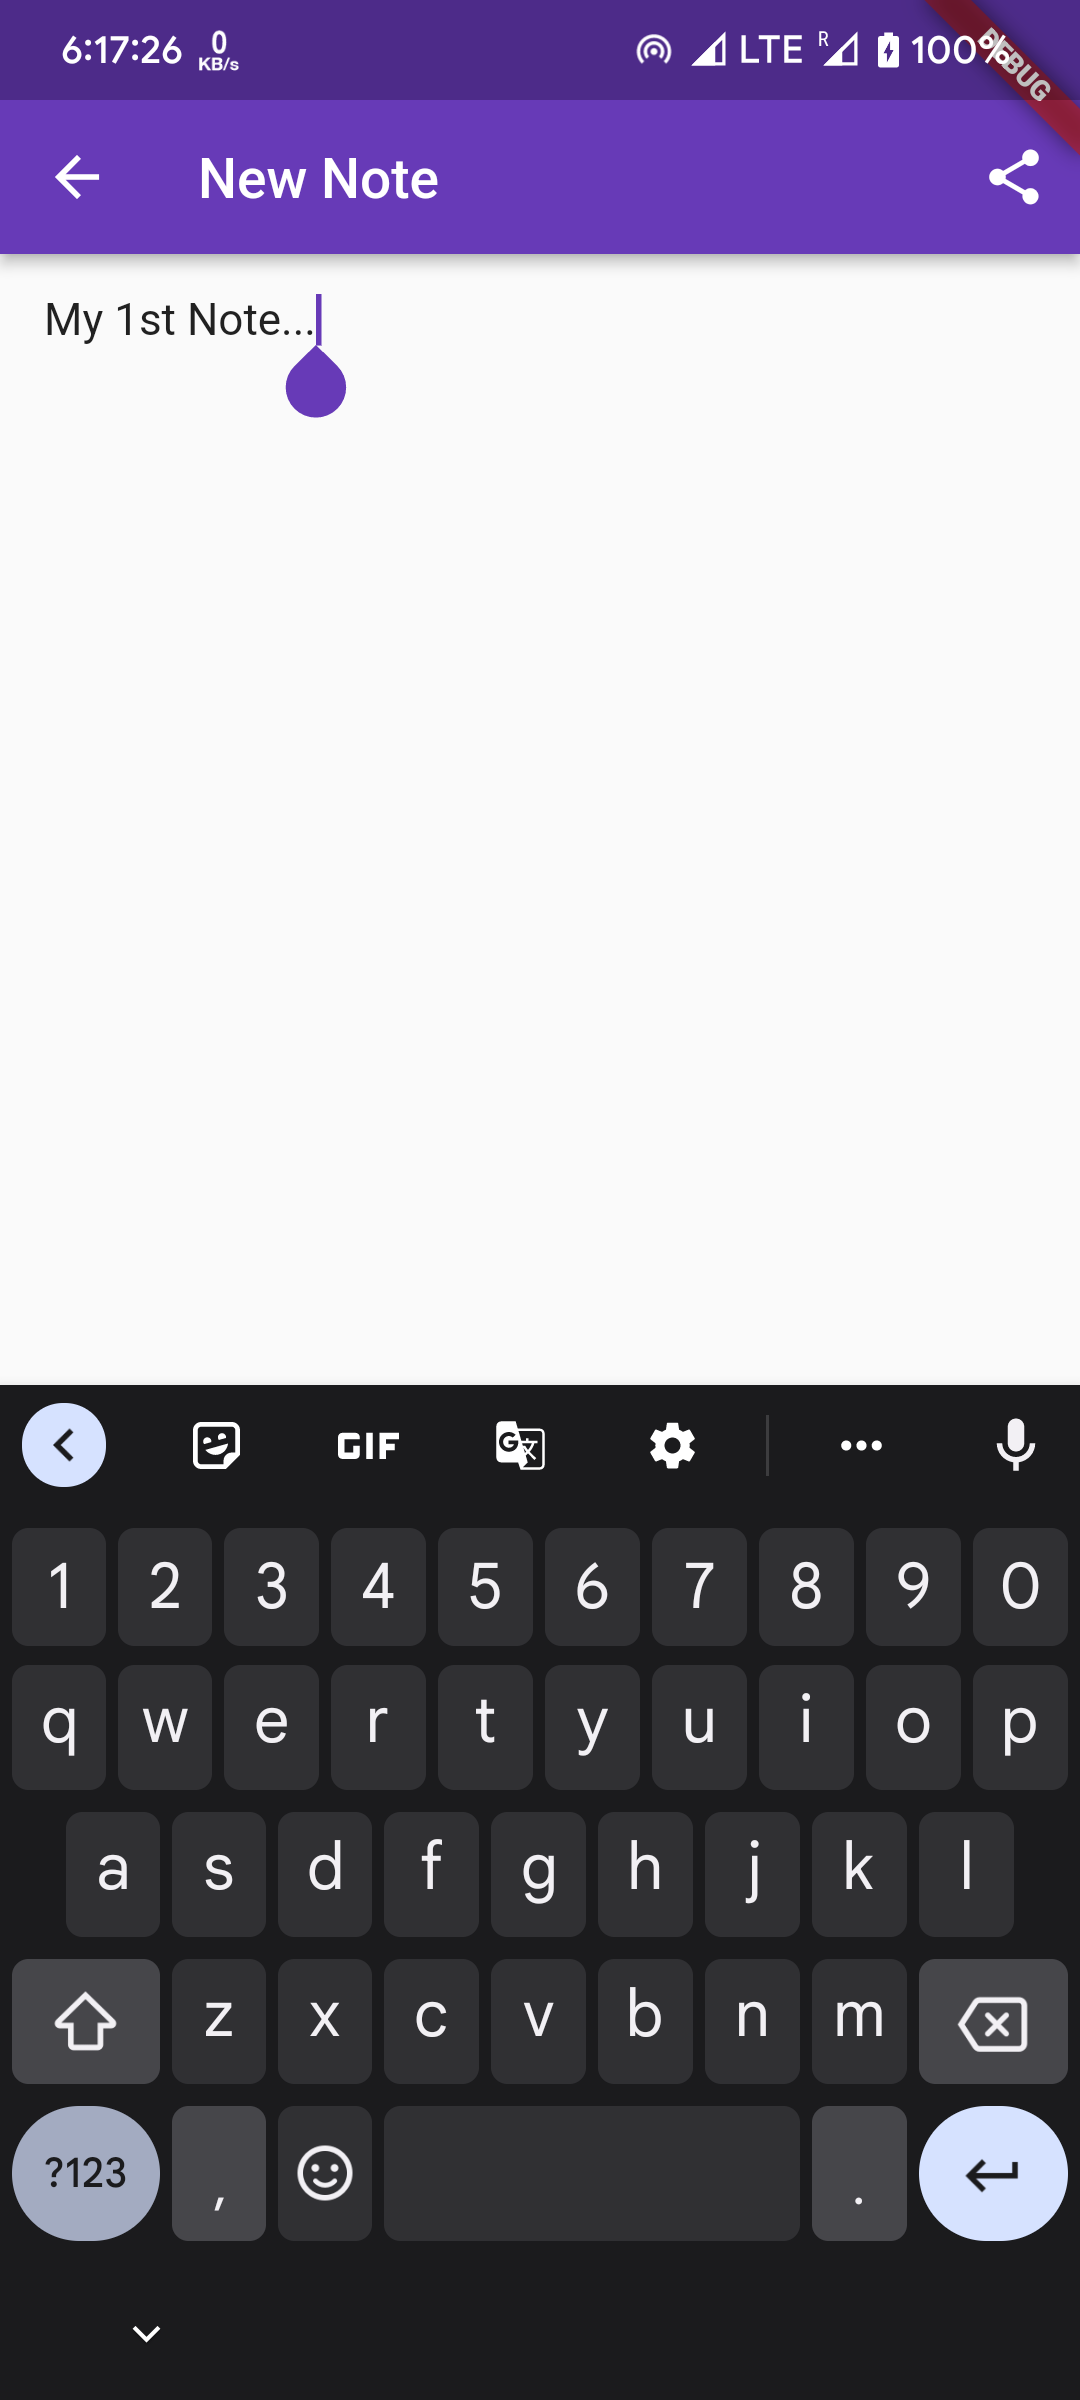 6:17:26 0 KB/s LTE R 100% DEBUG
New Note
My 1st Note...
GIF G 文
1 2 3 4 5 6 7 8 9 0
q w e r t y u i o p
a s d f g h j k l
z x c v b n m
?123 , .